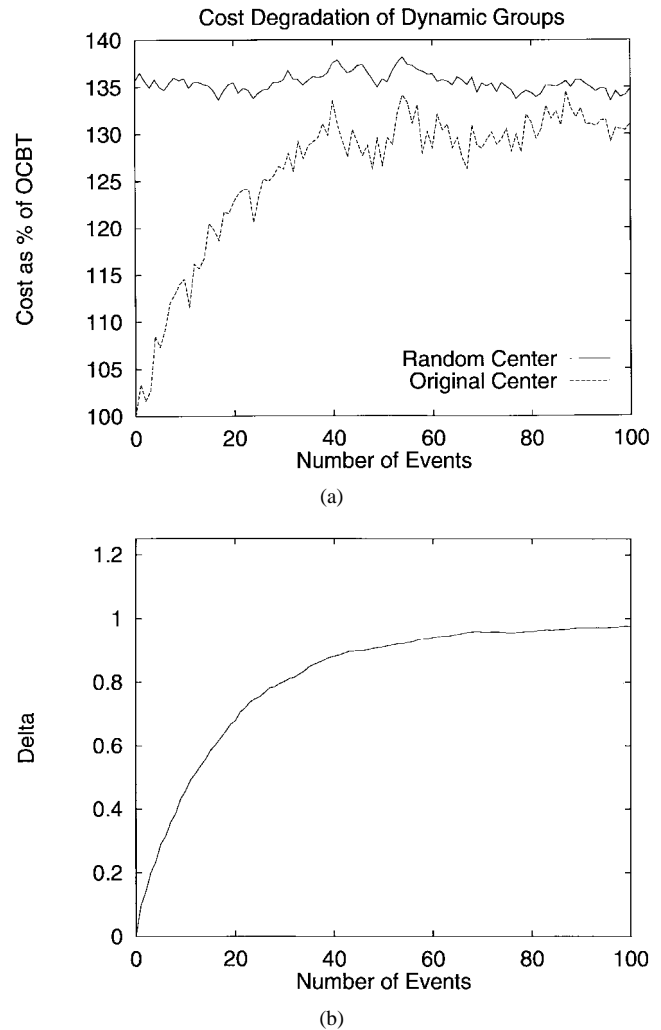 Cost Degradation of Dynamic Groups
140
135
130
125
120
115
110
105
100
Cost as % of OCBT
Random Center
Original Center
0 20 40 60 80 100
Number of Events
(a)
1.2
1
0.8
0.6
0.4
0.2
0
Delta
0 20 40 60 80 100
Number of Events
(b)